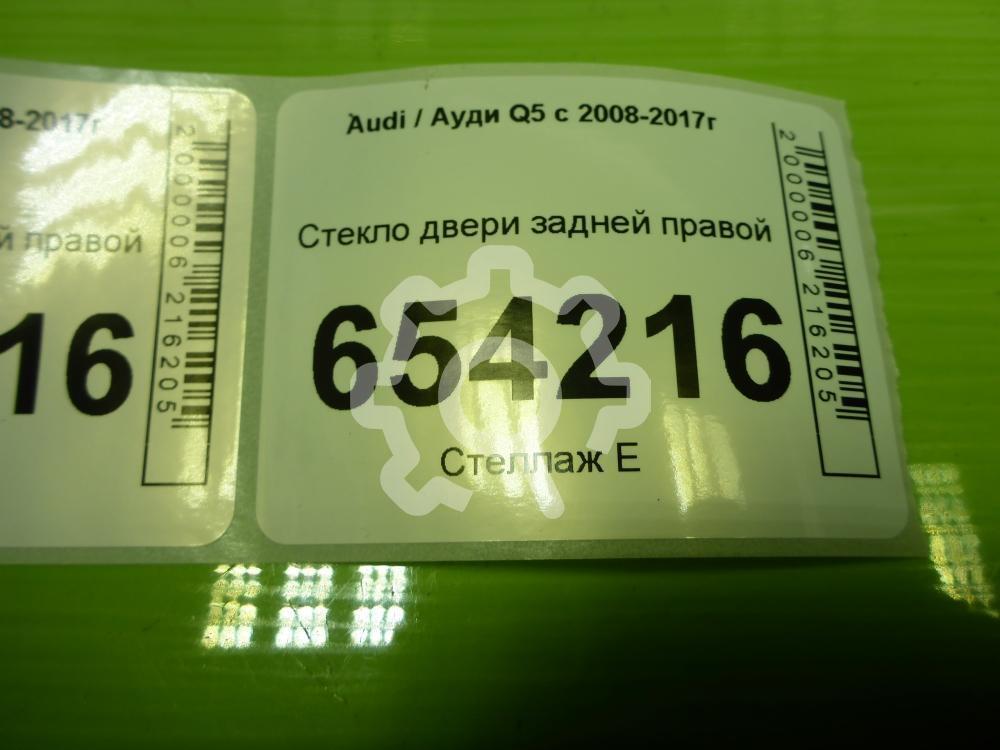 8-2017г
й правой
16
2000006216205
Audi / Ауди Q5 с 2008-2017г
Стекло двери задней правой
654216
Стеллаж Е
2000006216205